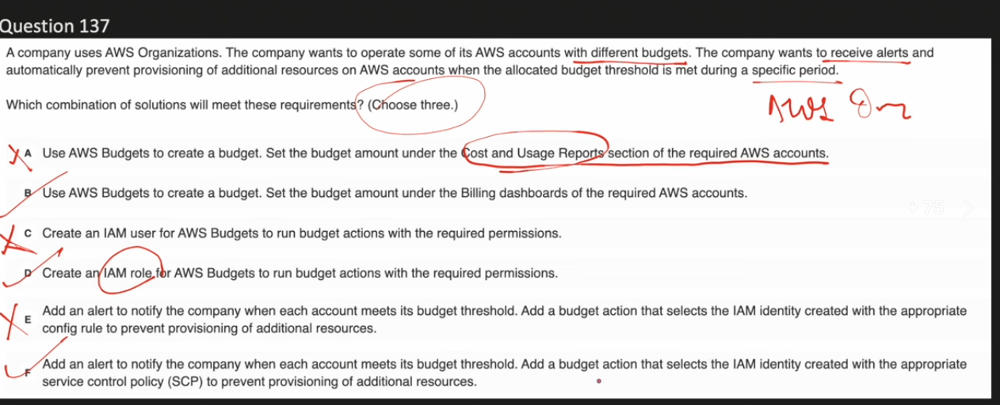 Question 137
A company uses AWS Organizations. The company wants to operate some of its AWS accounts with different budgets. The company wants to receive alerts and
automatically prevent provisioning of additional resources on AWS accounts when the allocated budget threshold is met during a specific period.
Which combination of solutions will meet these requirements? (Choose three.)
AWS
A Use AWS Budgets to create a budget. Set the budget amount under the Cost and Usage Reports section of the required AWS accounts.
B Use AWS Budgets to create a budget. Set the budget amount under the Billing dashboards of the required AWS accounts.
+75
C Create an IAM user for AWS Budgets to run budget actions with the required permissions.
D Create an IAM role for AWS Budgets to run budget actions with the required permissions.
E Add an alert to notify the company when each account meets its budget threshold. Add a budget action that selects the IAM identity created with the appropriate
config rule to prevent provisioning of additional resources.
F Add an alert to notify the company when each account meets its budget threshold. Add a budget action that selects the IAM identity created with the appropriate
service control policy (SCP) to prevent provisioning of additional resources.